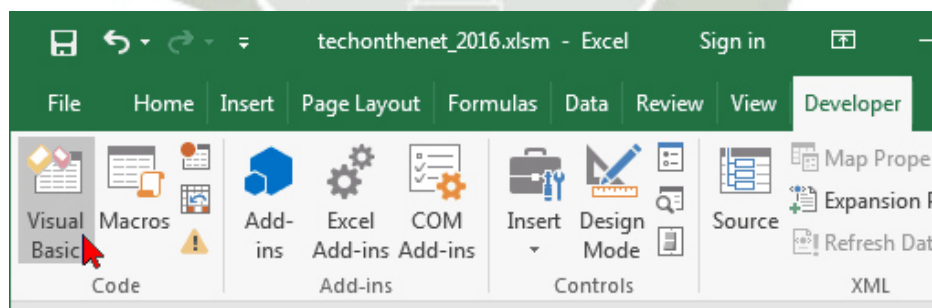 techonthenet_2016.xlsm - Excel Sign in
File Home Insert Page Layout Formulas Data Review View Developer
Visual Basic Macros
Add-ins Excel Add-ins COM Add-ins
Insert Design Mode
Source
Map Prope
Expansion P
Refresh Dat
Code Add-ins Controls XML